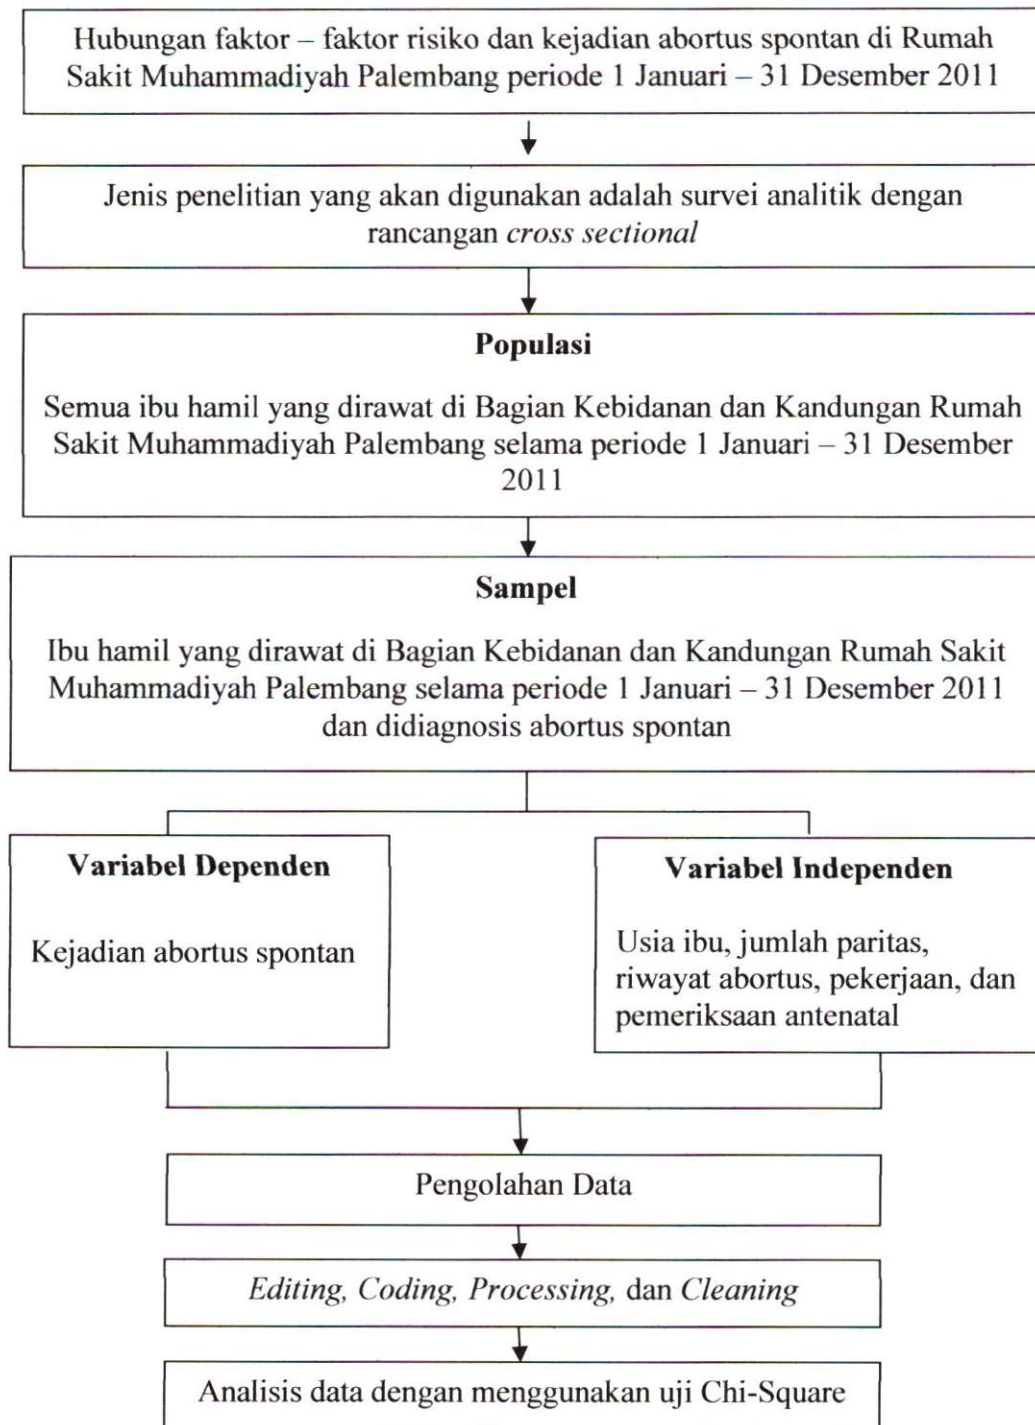 Hubungan faktor – faktor risiko dan kejadian abortus spontan di Rumah
Sakit Muhammadiyah Palembang periode 1 Januari – 31 Desember 2011
Jenis penelitian yang akan digunakan adalah survei analitik dengan
rancangan cross sectional
Populasi
Semua ibu hamil yang dirawat di Bagian Kebidanan dan Kandungan Rumah
Sakit Muhammadiyah Palembang selama periode 1 Januari – 31 Desember
2011
Sampel
Ibu hamil yang dirawat di Bagian Kebidanan dan Kandungan Rumah Sakit
Muhammadiyah Palembang selama periode 1 Januari – 31 Desember 2011
dan didiagnosis abortus spontan
Variabel Dependen
Kejadian abortus spontan
Variabel Independen
Usia ibu, jumlah paritas,
riwayat abortus, pekerjaan, dan
pemeriksaan antenatal
Pengolahan Data
Editing, Coding, Processing, dan Cleaning
Analisis data dengan menggunakan uji Chi-Square